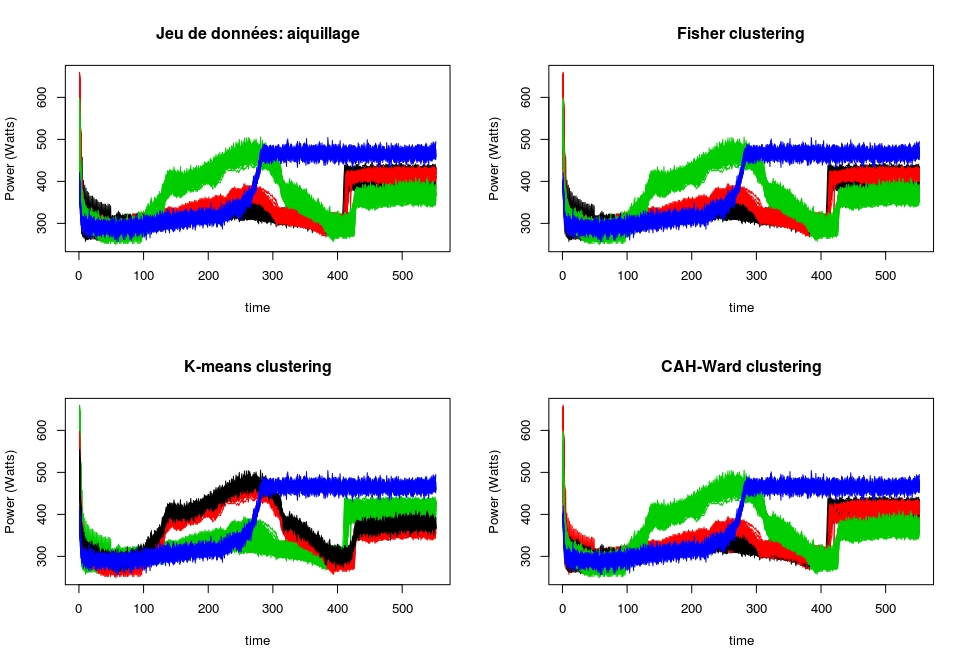 Jeu de données: aiquillage
Power (Watts)
600
500
400
300
0 100 200 300 400 500
time
Fisher clustering
Power (Watts)
600
500
400
300
0 100 200 300 400 500
time
K-means clustering
Power (Watts)
600
500
400
300
0 100 200 300 400 500
time
CAH-Ward clustering
Power (Watts)
600
500
400
300
0 100 200 300 400 500
time